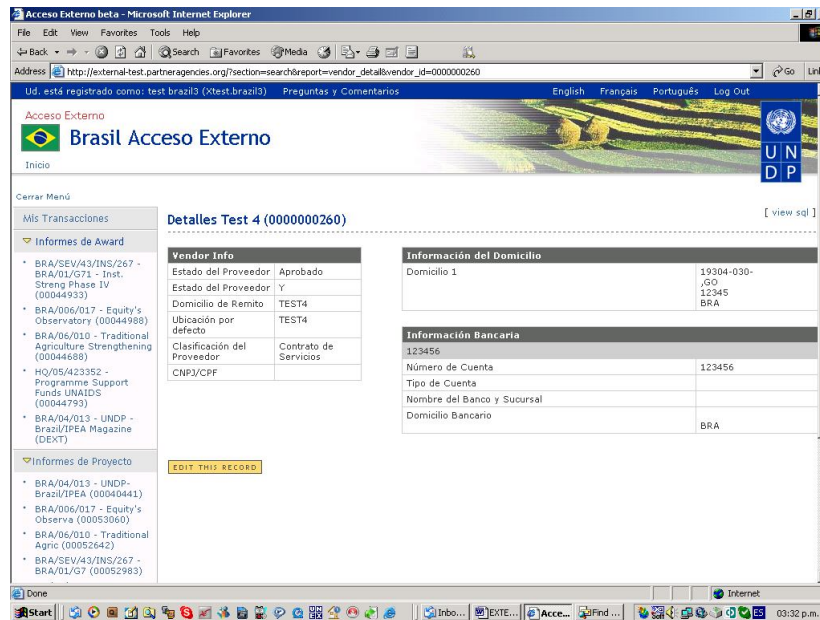 Acceso Externo beta - Microsoft Internet Explorer
File Edit View Favorites Tools Help
Back Search Favorites Media
Address http://external-test.partneragencies.org/?section=search&report=vendor_detail&vendor_id=0000000260 Go Lin
Ud. está registrado como: test brazil3 (Xtest.brazil3) Preguntas y Comentarios English Français Português Log Out
Acceso Externo
Brasil Acceso Externo
Inicio
U N
D P
Cerrar Menú
Mis Transacciones
Informes de Award
BRA/SEV/43/INS/267 -
BRA/01/G71 - Inst.
Streng Phase IV
(00044933)
BRA/006/017 - Equity's
Observatory (00044988)
BRA/06/010 - Traditional
Agriculture Strengthening
(00044688)
HQ/05/423352 -
Programme Support
Funds UNAIDS
(00044793)
BRA/04/013 - UNDP -
Brazil/IPEA Magazine
(DEXT)
Informes de Proyecto
BRA/04/013 - UNDP-
Brazil/IPEA (00040441)
BRA/006/017 - Equity's
Observa (00053060)
BRA/06/010 - Traditional
Agric (00052642)
BRA/SEV/43/INS/267 -
BRA/01/G7 (00052983)
Detalles Test 4 (0000000260)
[ view sql ]
Vendor Info
Estado del Proveedor Aprobado
Estado del Proveedor Y
Domicilio de Remito TEST4
Ubicación por defecto TEST4
Clasificación del Proveedor Contrato de Servicios
CNPJ/CPF
EDIT THIS RECORD
Información del Domicilio
Domicilio 1 19304-030-
,GO
12345
BRA
Información Bancaria
123456
Número de Cuenta 123456
Tipo de Cuenta
Nombre del Banco y Sucursal
Domicilio Bancario
BRA
Done Internet
Start Inbo... EXTE... Acce... Find ... ES 03:32 p.m.